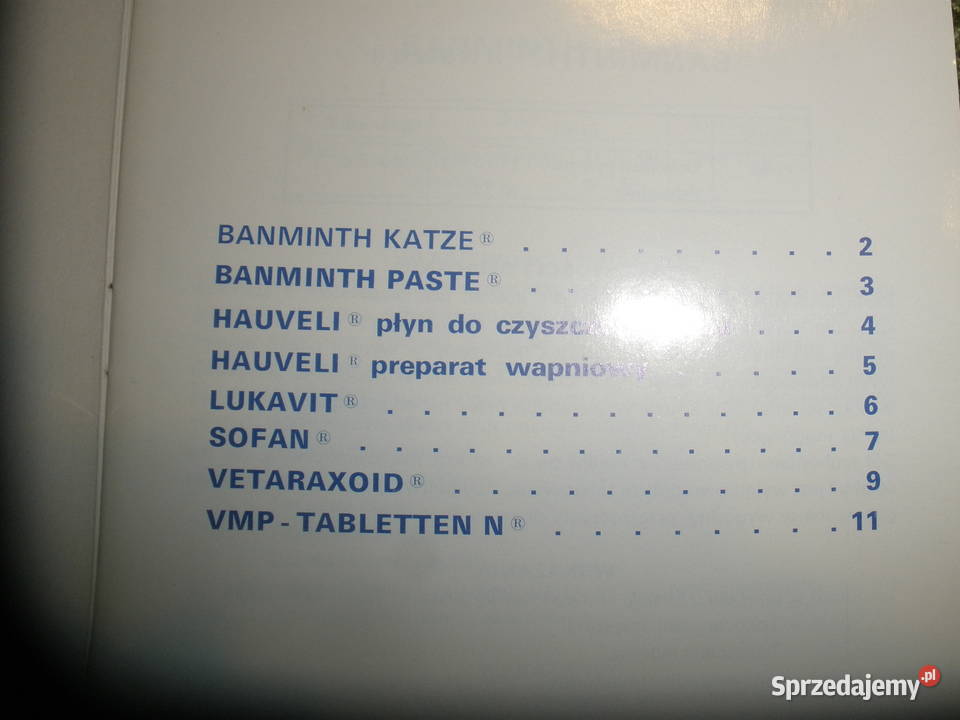 BANMINTH KATZE ® . . . . . . . . . 2
BANMINTH PASTE ® . . . . . . . . . 3
HAUVELI ® płyn do . . . 4
HAUVELI ® preparat wapniowy . . . . 5
LUKAVIT ® . . . . . . . . . . . . . 6
SOFAN ® . . . . . . . . . . . . . . 7
VETARAXOID ® . . . . . . . . . . 9
VMP - TABLETTEN N ® . . . . . . . . 11
Sprzedajemy.pl